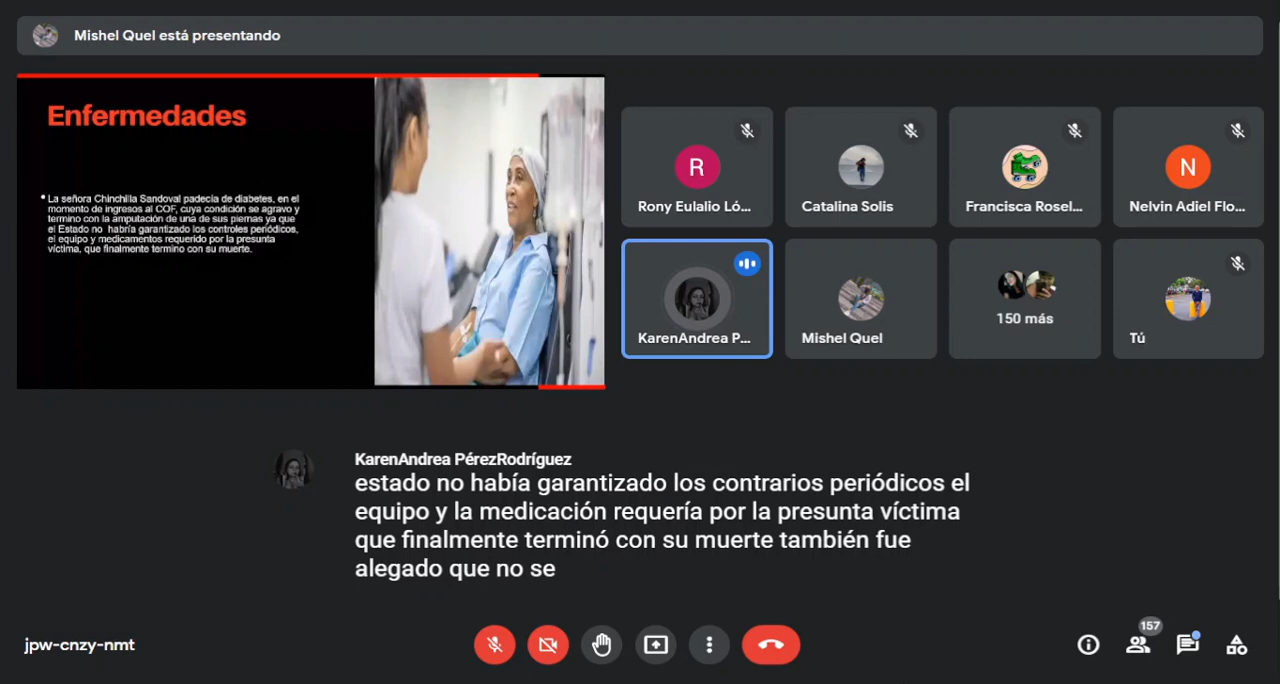 Mishel Quel está presentando
Enfermedades
• La señora Chinchilla Sandoval padecía de diabetes, en el
momento de ingresos al COF, cuya condición se agravo y
termino con la amputación de una de sus piernas ya que
el Estado no habría garantizado los controles periódicos,
el equipo y medicamentos requerido por la presunta
víctima, que finalmente termino con su muerte.
R
Rony Eulalio Ló...
Catalina Solis
Francisca Rosel...
N
Nelvin Adiel Flo...
KarenAndrea P...
Mishel Quel
150 más
Tú
KarenAndrea PérezRodríguez
estado no había garantizado los contrarios periódicos el
equipo y la medicación requería por la presunta víctima
que finalmente terminó con su muerte también fue
alegado que no se
jpw-cnzy-nmt
157